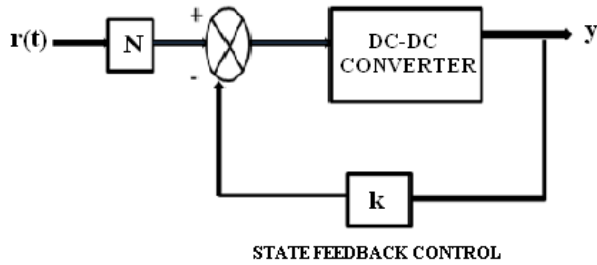 r(t)
N
+
-
DC-DC
CONVERTER
y
k
STATE FEEDBACK CONTROL